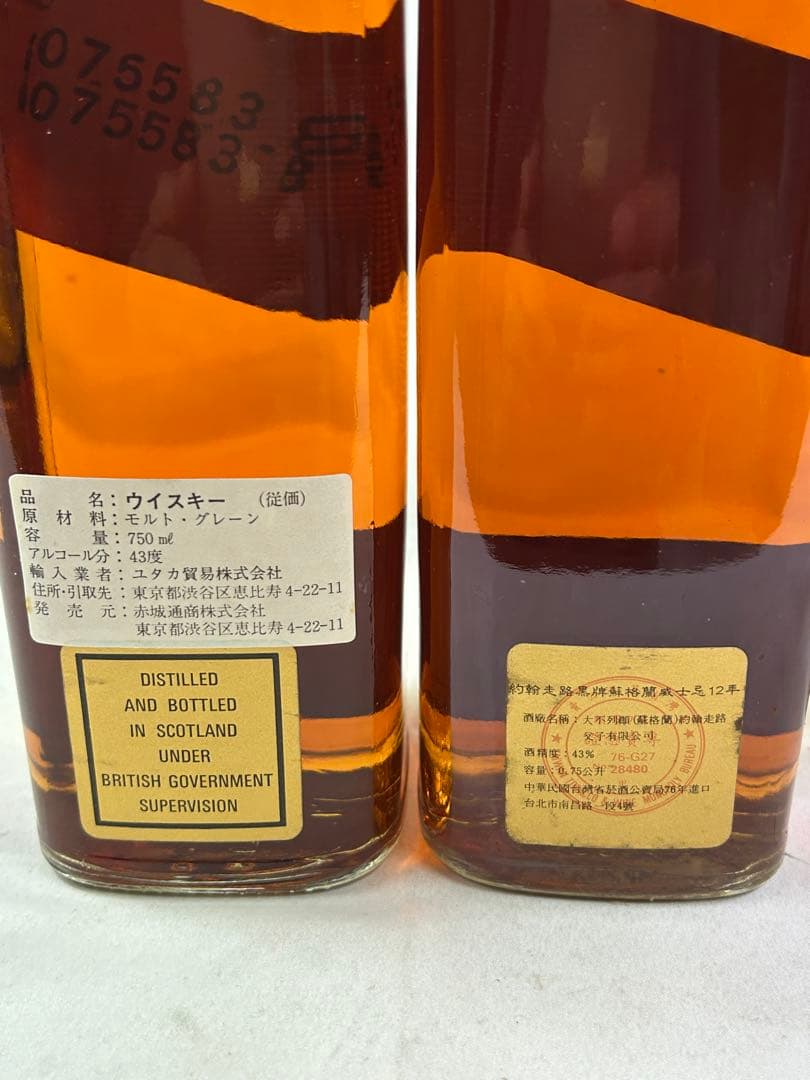 1075583
1075583-B
品名：ウイスキー （従価）
原材料：モルト・グレーン
容量：750㎖
アルコール分：43度
輸入業者：ユタカ貿易株式会社
住所・引取先：東京都渋谷区恵比寿4-22-11
発売元：赤城通商株式会社
東京都渋谷区恵比寿4-22-11
DISTILLED
AND BOTTLED
IN SCOTLAND
UNDER
BRITISH GOVERNMENT
SUPERVISION
約翰走路黑牌蘇格蘭威士忌12年
酒廠名稱：大不列顛(蘇格蘭)約翰走路
父子有限公司
酒精度：43%
容量：0.75公升
中華民國台灣省菸酒公賣局76年進口
台北市南昌路一段4號
76-G27
28480
MONOPOLY BUREAU